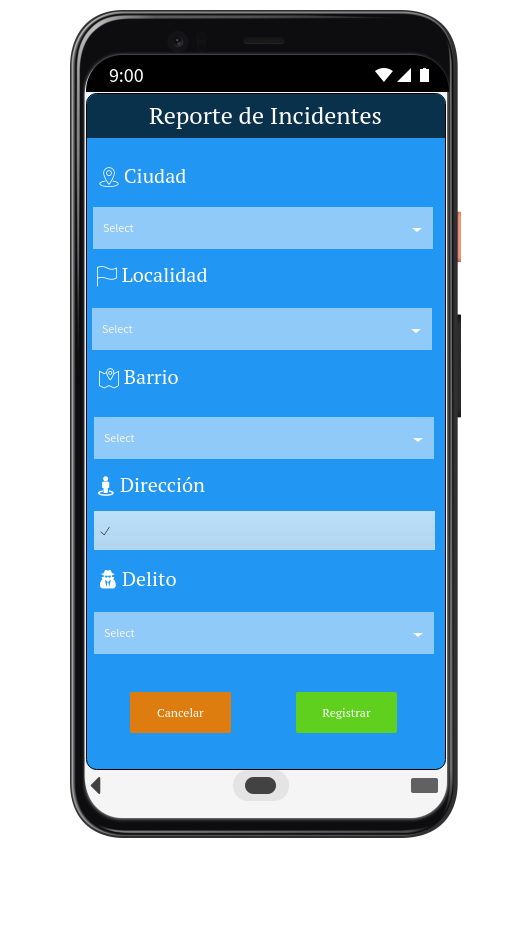 9:00
Reporte de Incidentes
Ciudad
Select
Localidad
Select
Barrio
Select
Dirección
Delito
Select
Cancelar Registrar